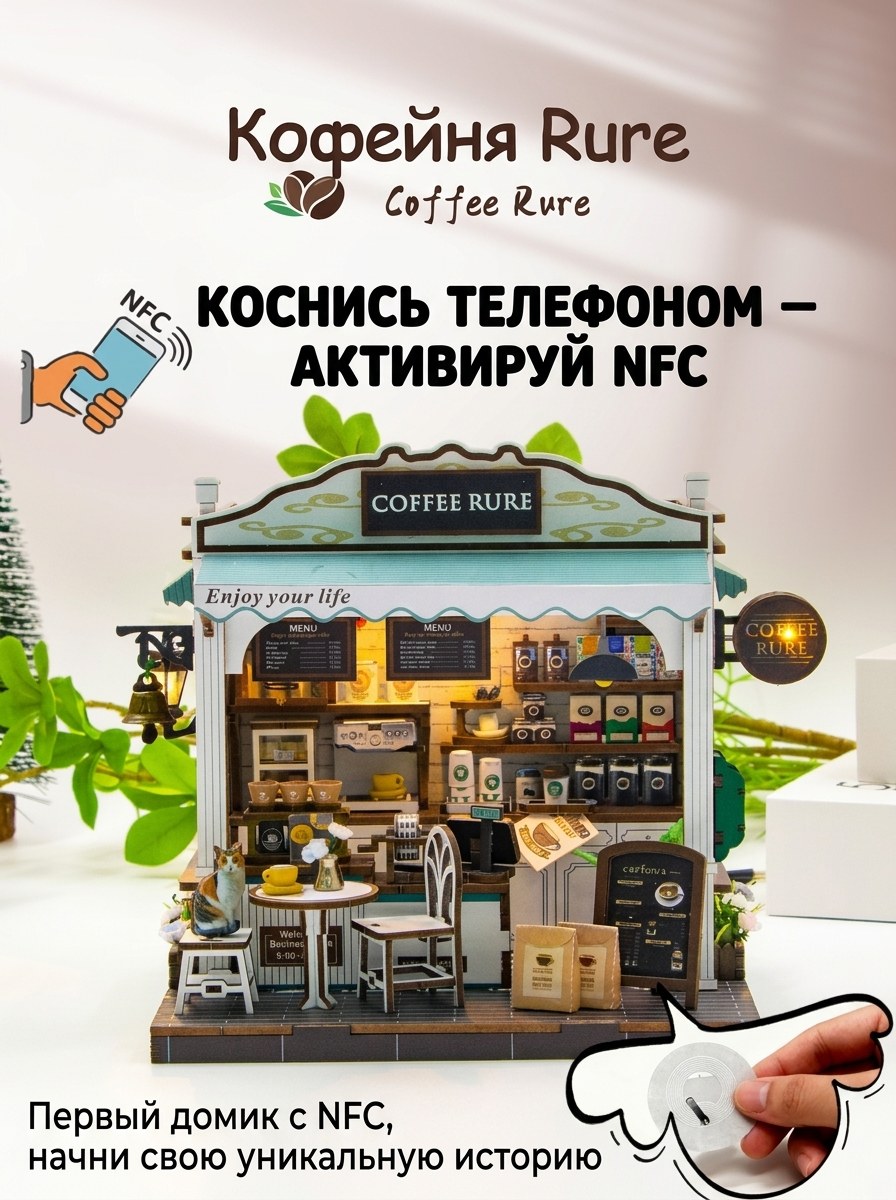 Кофейня Rure
Coffee Rure
NFC
КОСНИСЬ ТЕЛЕФОНОМ –
АКТИВИРУЙ NFC
COFFEE RURE
Enjoy your life
MENU
MENU
COFFEE
RURE
Первый домик с NFC,
начни свою уникальную историю